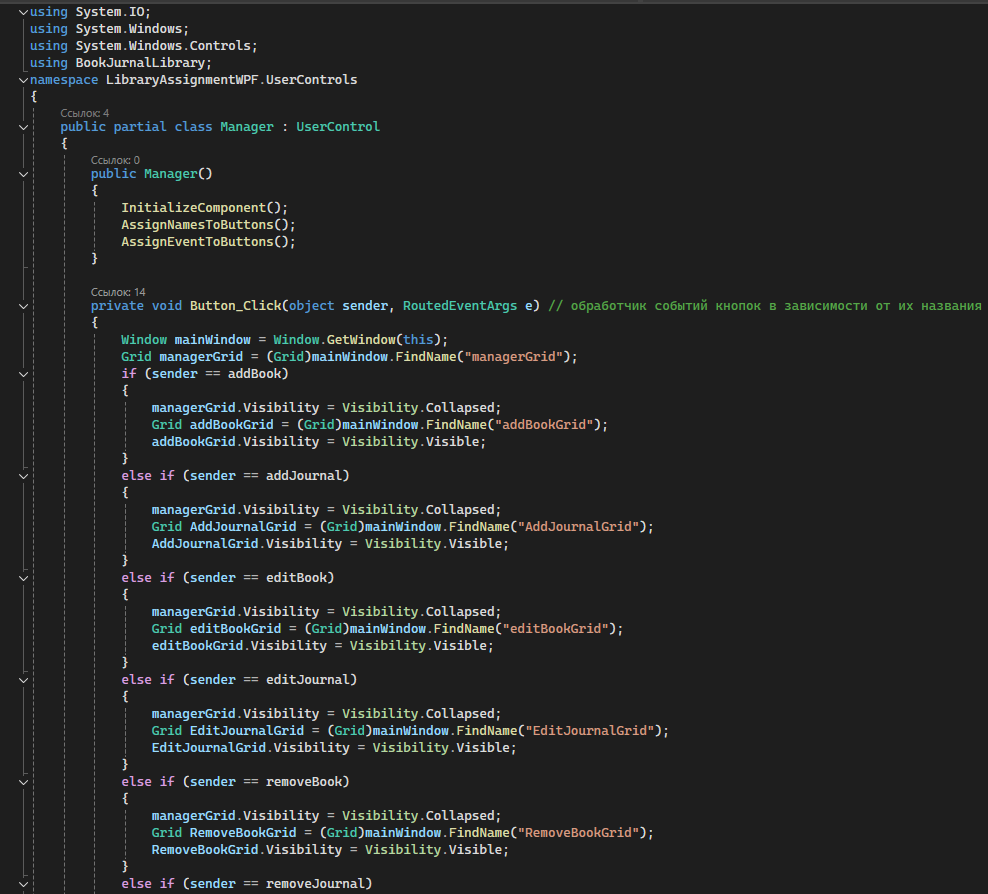 using System.IO;
using System.Windows;
using System.Windows.Controls;
using BookJurnalLibrary;
namespace LibraryAssignmentWPF.UserControls
{
Ссылок: 4
public partial class Manager : UserControl
{
Ссылок: 0
public Manager()
{
InitializeComponent();
AssignNamesToButtons();
AssignEventToButtons();
}
Ссылок: 14
private void Button_Click(object sender, RoutedEventArgs e) // обработчик событий кнопок в зависимости от их названия
{
Window mainWindow = Window.GetWindow(this);
Grid managerGrid = (Grid)mainWindow.FindName("managerGrid");
if (sender == addBook)
{
managerGrid.Visibility = Visibility.Collapsed;
Grid addBookGrid = (Grid)mainWindow.FindName("addBookGrid");
addBookGrid.Visibility = Visibility.Visible;
}
else if (sender == addJournal)
{
managerGrid.Visibility = Visibility.Collapsed;
Grid AddJournalGrid = (Grid)mainWindow.FindName("AddJournalGrid");
AddJournalGrid.Visibility = Visibility.Visible;
}
else if (sender == editBook)
{
managerGrid.Visibility = Visibility.Collapsed;
Grid editBookGrid = (Grid)mainWindow.FindName("editBookGrid");
editBookGrid.Visibility = Visibility.Visible;
}
else if (sender == editJournal)
{
managerGrid.Visibility = Visibility.Collapsed;
Grid EditJournalGrid = (Grid)mainWindow.FindName("EditJournalGrid");
EditJournalGrid.Visibility = Visibility.Visible;
}
else if (sender == removeBook)
{
managerGrid.Visibility = Visibility.Collapsed;
Grid RemoveBookGrid = (Grid)mainWindow.FindName("RemoveBookGrid");
RemoveBookGrid.Visibility = Visibility.Visible;
}
else if (sender == removeJournal)